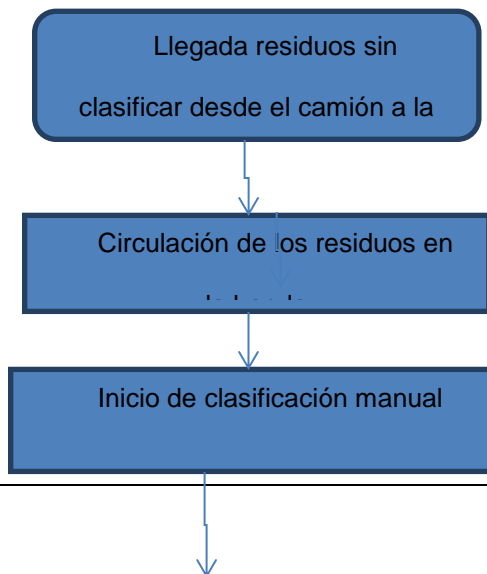 Llegada residuos sin
clasificar desde el camión a la
Circulación de los residuos en
Inicio de clasificación manual